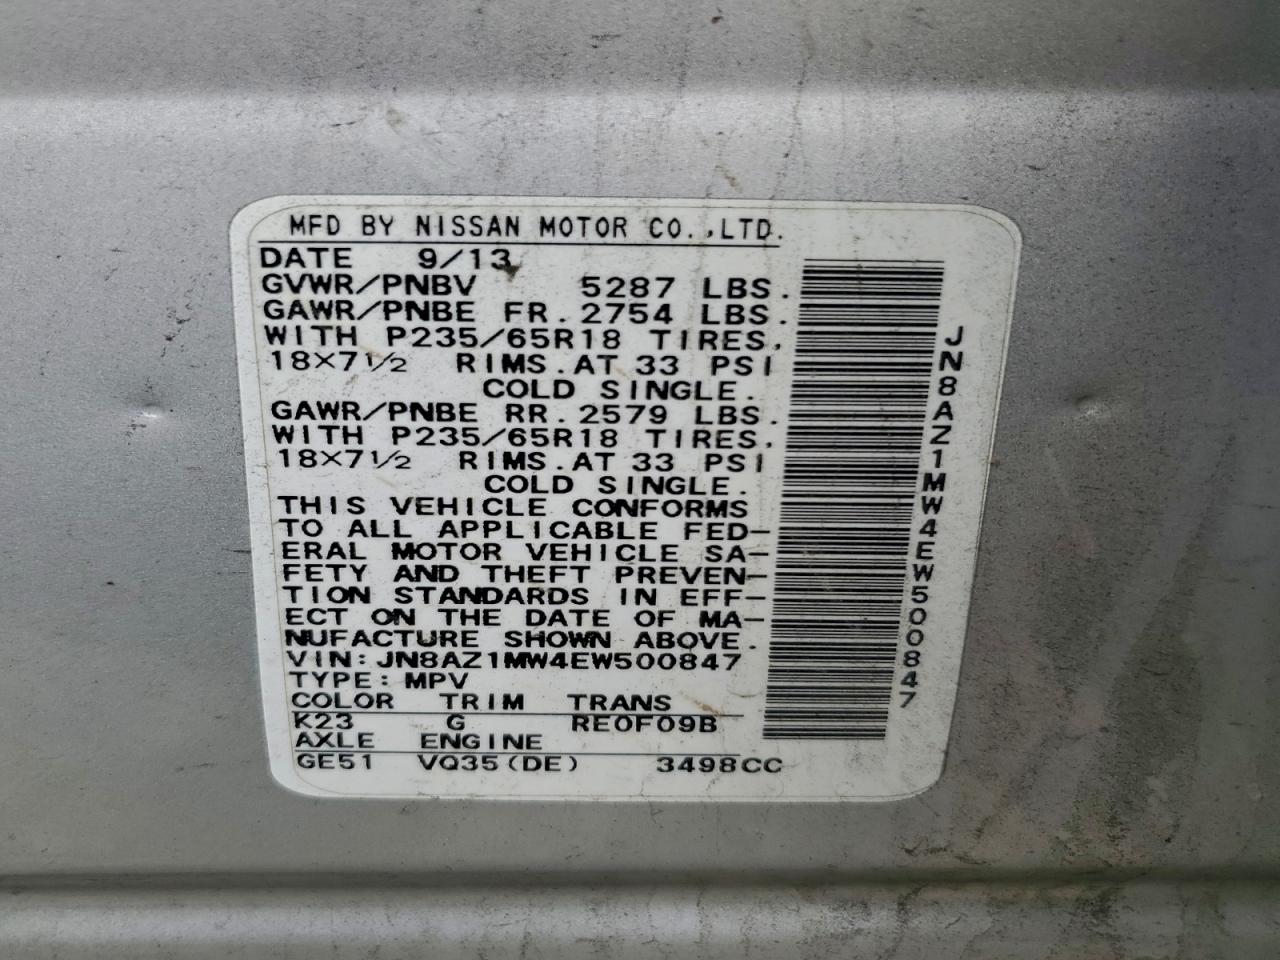 MFD BY NISSAN MOTOR CO.,LTD.
DATE 9/13
GVWR/PNBV 5287 LBS.
GAWR/PNBE FR.2754 LBS.
WITH P235/65R18 TIRES,
18X7½ RIMS.AT 33 PSI
COLD SINGLE.
GAWR/PNBE RR.2579 LBS.
WITH P235/65R18 TIRES,
18X7½ RIMS.AT 33 PSI
COLD SINGLE.
THIS VEHICLE CONFORMS
TO ALL APPLICABLE FED-
ERAL MOTOR VEHICLE SA-
FETY AND THEFT PREVEN-
TION STANDARDS IN EFF-
ECT ON THE DATE OF MA-
NUFACTURE SHOWN ABOVE.
VIN:JN8AZ1MW4EW500847
TYPE:MPV
COLOR TRIM TRANS
K23 G RE0F09B
AXLE ENGINE
GE51 VQ35(DE) 3498CC
JN8AZ1MW4EW500847